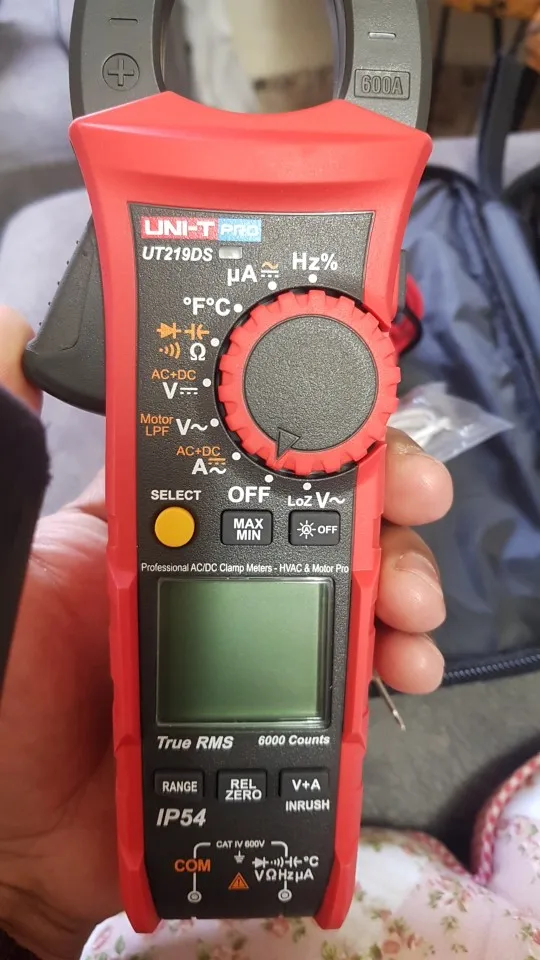 600A
UNI-T PRO
UT219DS
µA Hz%
°F°C
Ω
AC+DC
V
Motor
LPF
V~
AC+DC
A
OFF
LoZ V~
SELECT
MAX
MIN
OFF
Professional AC/DC Clamp Meters - HVAC & Motor Pro
True RMS 6000 Counts
RANGE
REL
ZERO
V+A
INRUSH
IP54
CAT IV 600V
COM
°C
VΩHzµA